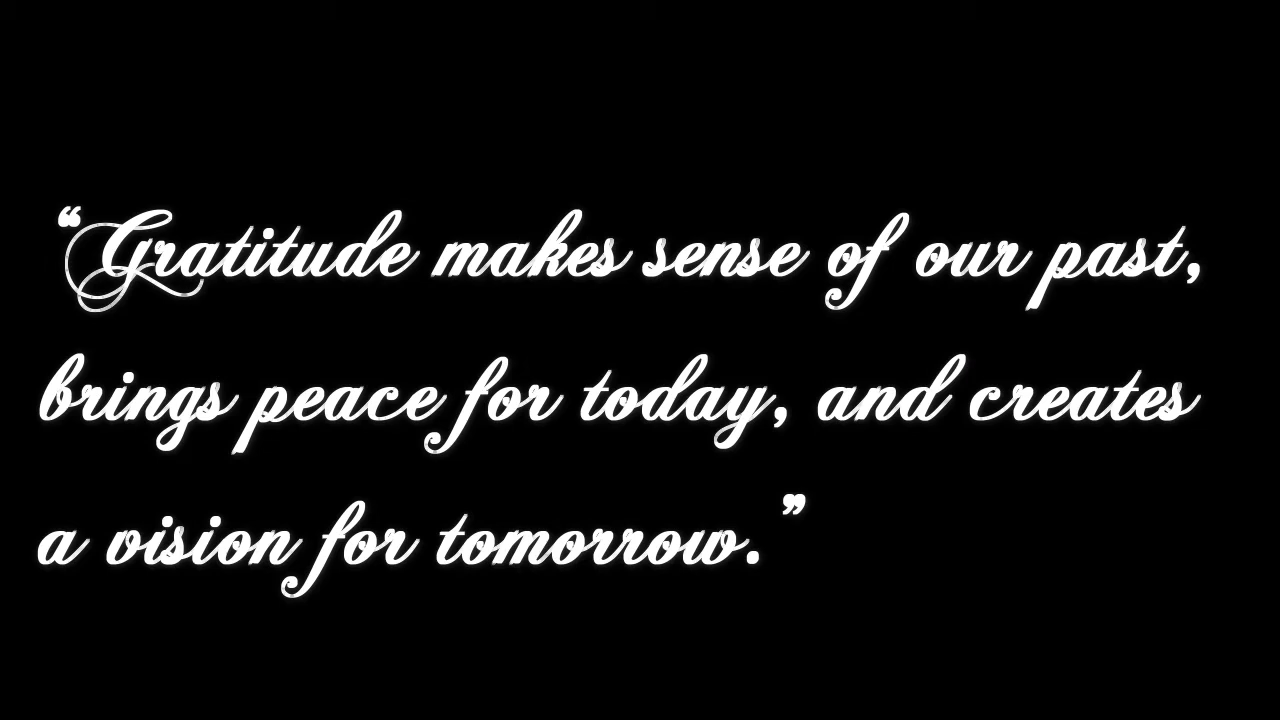 “Gratitude makes sense of our past,
brings peace for today, and creates
a vision for tomorrow.”